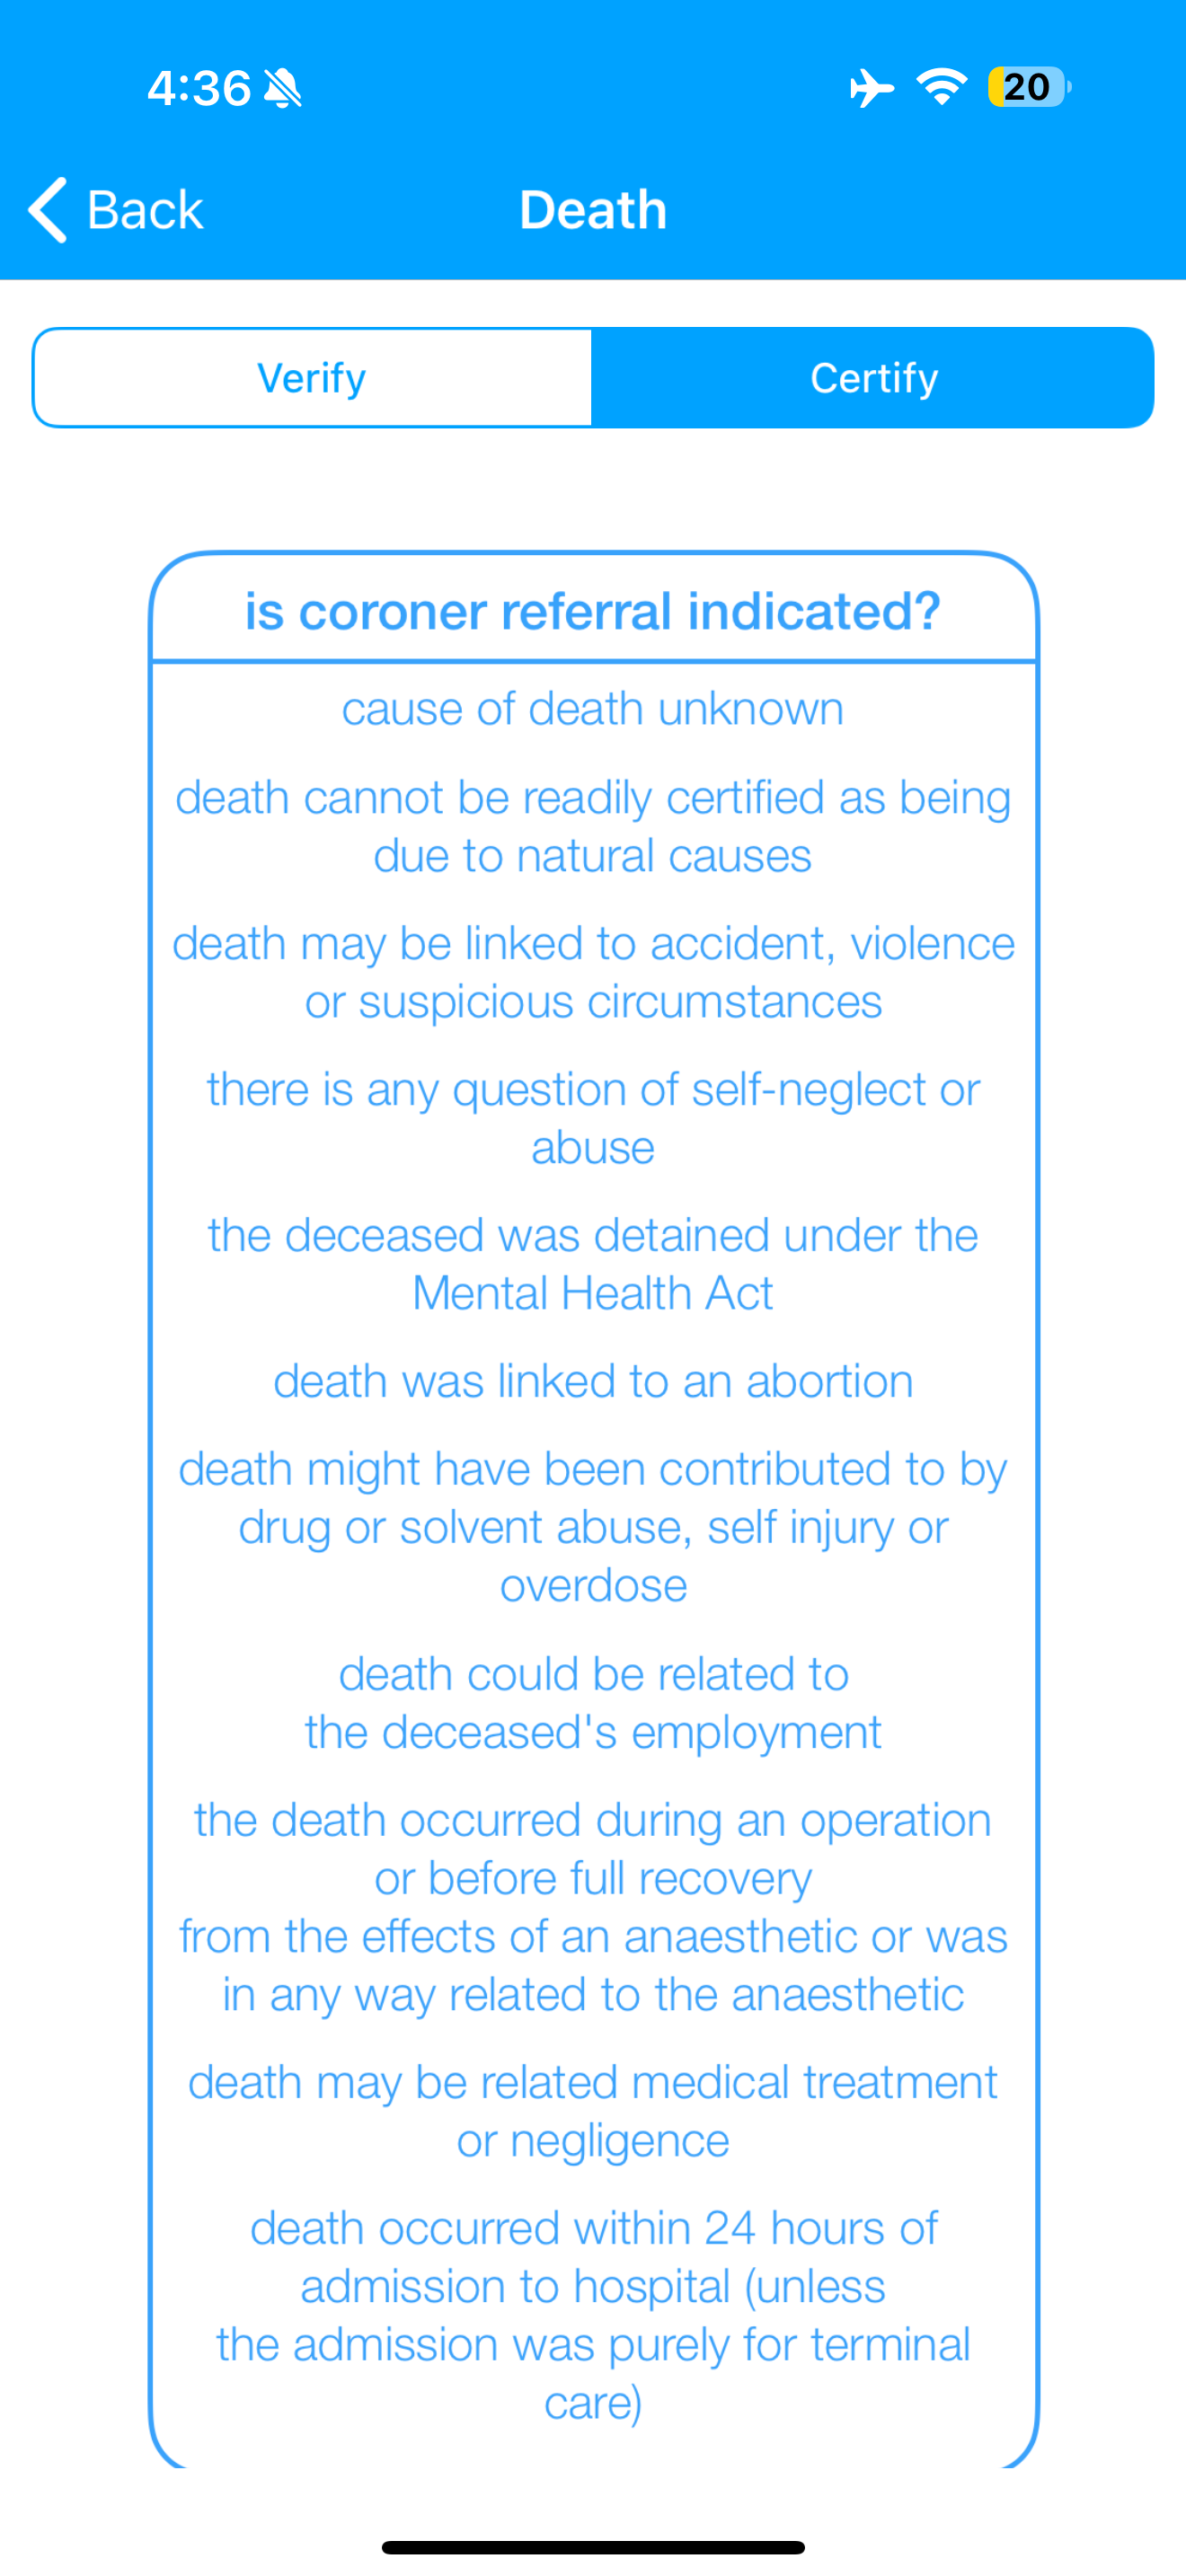 4:36
20
Back
Death
Verify
Certify
is coroner referral indicated?
cause of death unknown
death cannot be readily certified as being
due to natural causes
death may be linked to accident, violence
or suspicious circumstances
there is any question of self-neglect or
abuse
the deceased was detained under the
Mental Health Act
death was linked to an abortion
death might have been contributed to by
drug or solvent abuse, self injury or
overdose
death could be related to
the deceased's employment
the death occurred during an operation
or before full recovery
from the effects of an anaesthetic or was
in any way related to the anaesthetic
death may be related medical treatment
or negligence
death occurred within 24 hours of
admission to hospital (unless
the admission was purely for terminal
care)